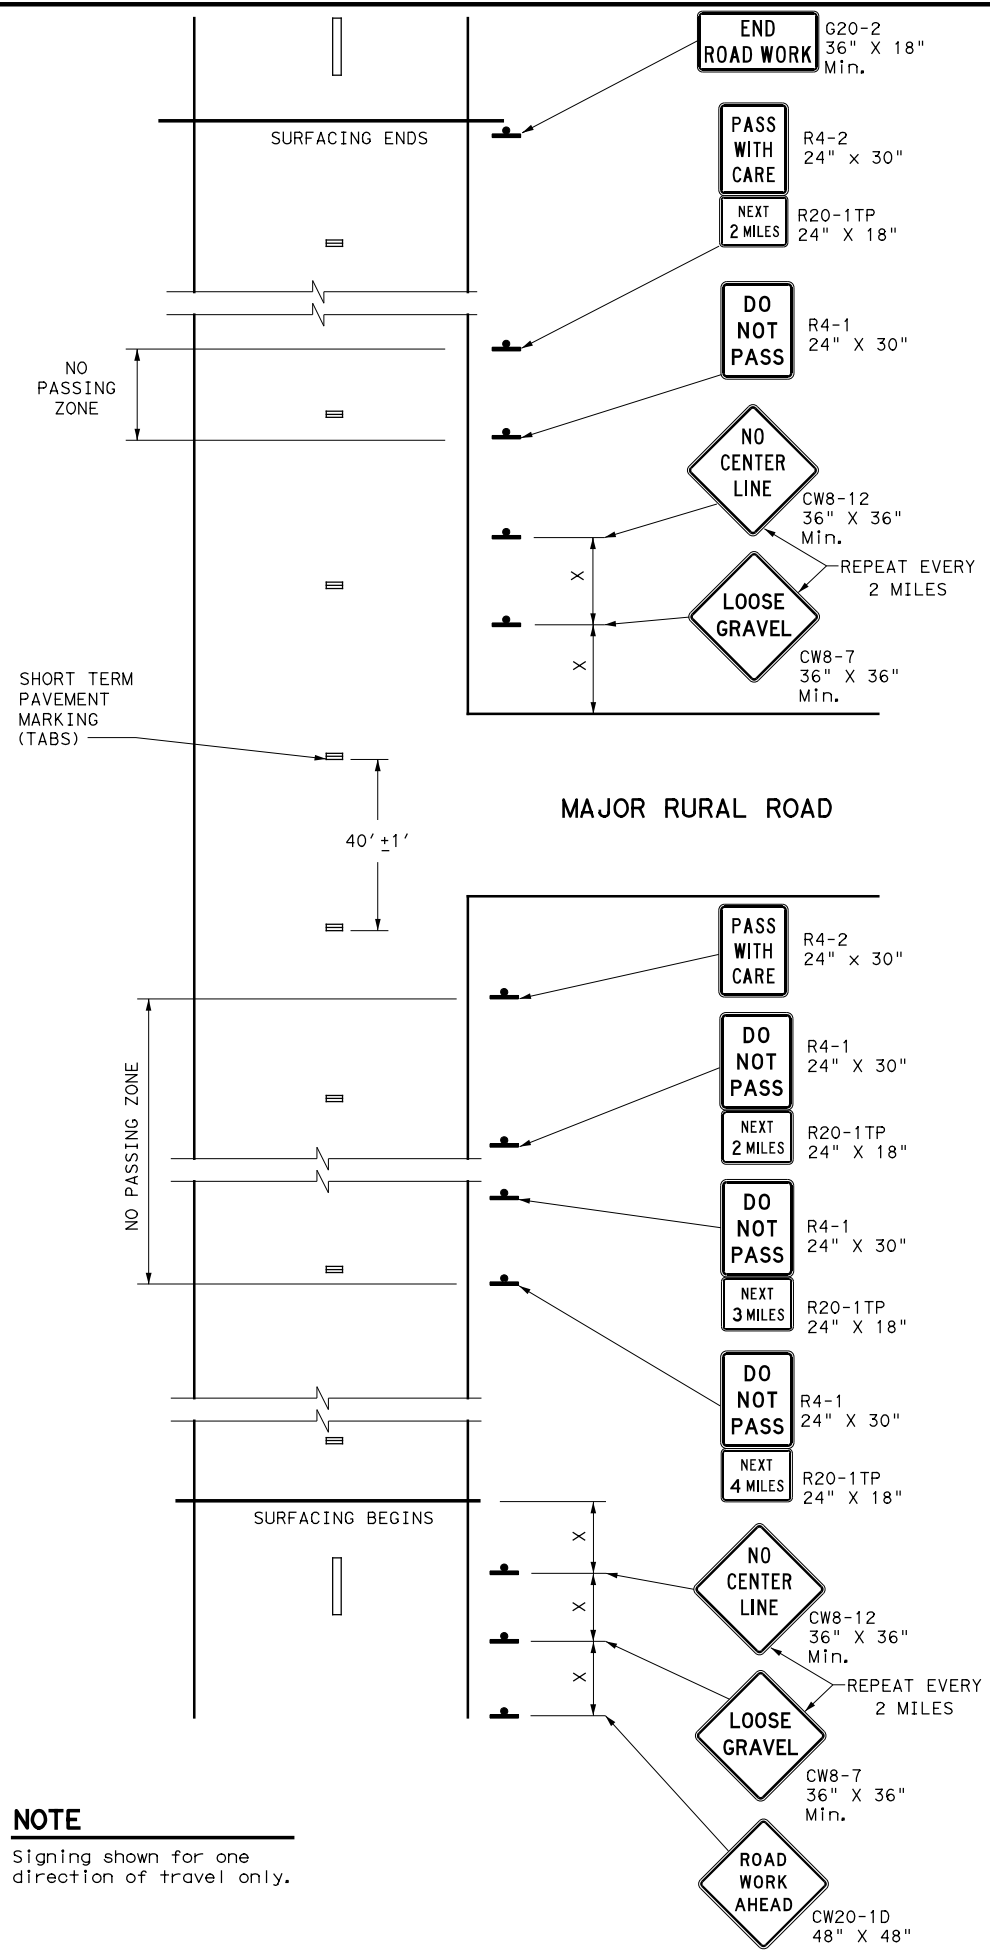 END
ROAD WORK
G20-2
36" X 18"
Min.
SURFACING ENDS
PASS
WITH
CARE
R4-2
24" x 30"
NEXT
2 MILES
R20-1TP
24" X 18"
DO
NOT
PASS
R4-1
24" X 30"
NO
PASSING
ZONE
NO
CENTER
LINE
CW8-12
36" X 36"
Min.
REPEAT EVERY
2 MILES
X
LOOSE
GRAVEL
CW8-7
36" X 36"
Min.
X
SHORT TERM
PAVEMENT
MARKING
(TABS)
MAJOR RURAL ROAD
40' ±1'
PASS
WITH
CARE
R4-2
24" x 30"
NO PASSING ZONE
DO
NOT
PASS
R4-1
24" X 30"
NEXT
2 MILES
R20-1TP
24" X 18"
DO
NOT
PASS
R4-1
24" X 30"
NEXT
3 MILES
R20-1TP
24" X 18"
DO
NOT
PASS
R4-1
24" X 30"
NEXT
4 MILES
R20-1TP
24" X 18"
SURFACING BEGINS
X
NO
CENTER
LINE
CW8-12
36" X 36"
Min.
X
REPEAT EVERY
2 MILES
X
LOOSE
GRAVEL
CW8-7
36" X 36"
Min.
NOTE
Signing shown for one
direction of travel only.
ROAD
WORK
AHEAD
CW20-1D
48" X 48"